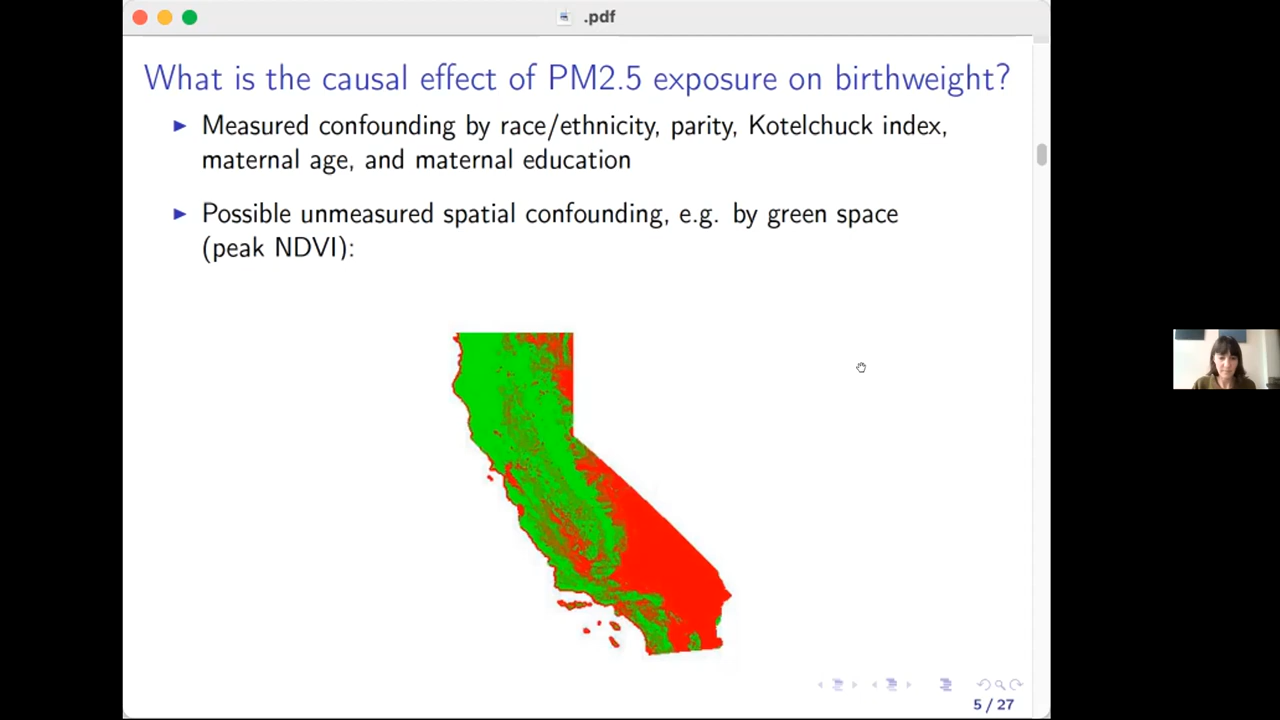 .pdf
What is the causal effect of PM2.5 exposure on birthweight?
Measured confounding by race/ethnicity, parity, Kotelchuck index,
maternal age, and maternal education
Possible unmeasured spatial confounding, e.g. by green space
(peak NDVI):
5 / 27